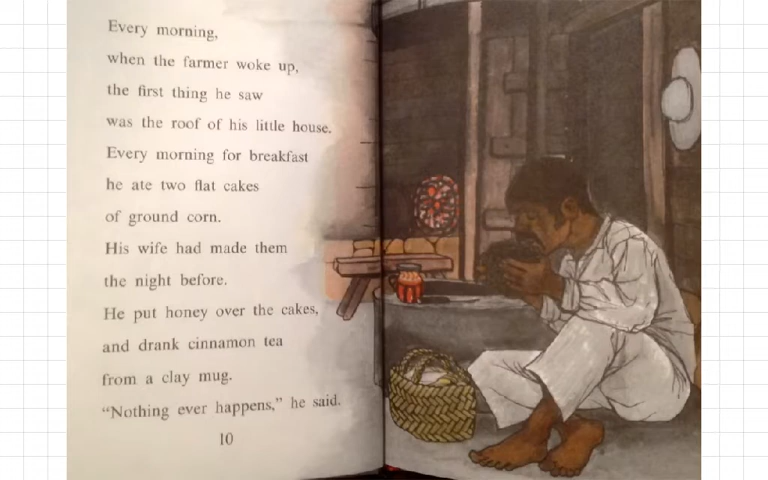 Every morning,
when the farmer woke up,
the first thing he saw
was the roof of his little house.
Every morning for breakfast
he ate two flat cakes
of ground corn.
His wife had made them
the night before.
He put honey over the cakes,
and drank cinnamon tea
from a clay mug.
“Nothing ever happens,” he said.
10